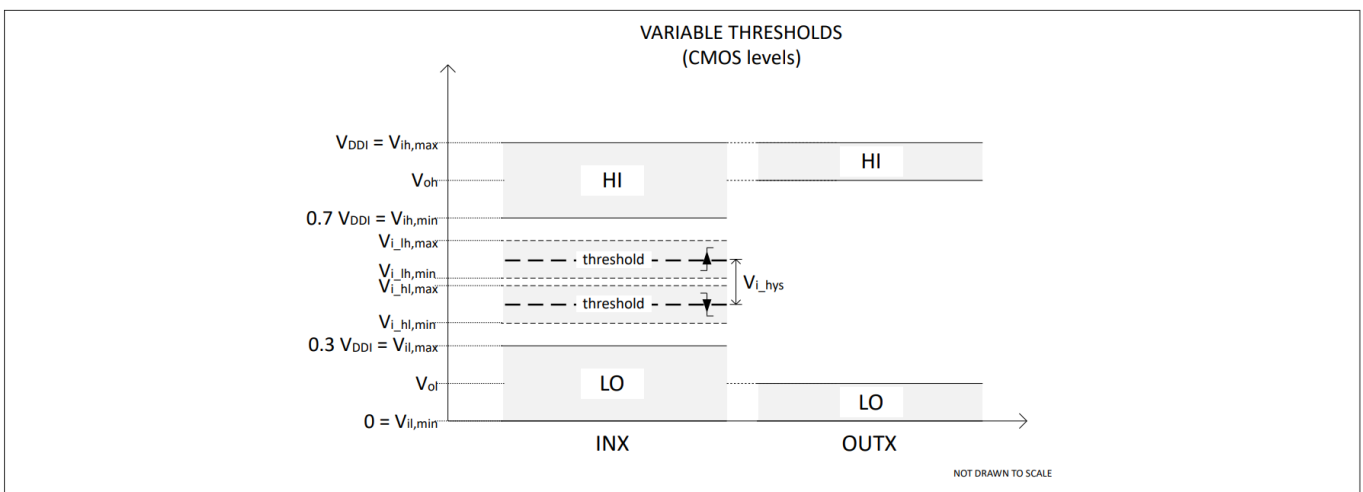 VARIABLE THRESHOLDS
(CMOS levels)
VDDI = Vih,max
HI
HI
Voh
0.7 VDDI = Vih,min
Vi_lh,max
threshold
Vi_lh,min
Vi_hl,max
Vi_hys
threshold
Vi_hl,min
0.3 VDDI = Vil,max
Vol
LO
LO
0 = Vil,min
INX
OUTX
NOT DRAWN TO SCALE